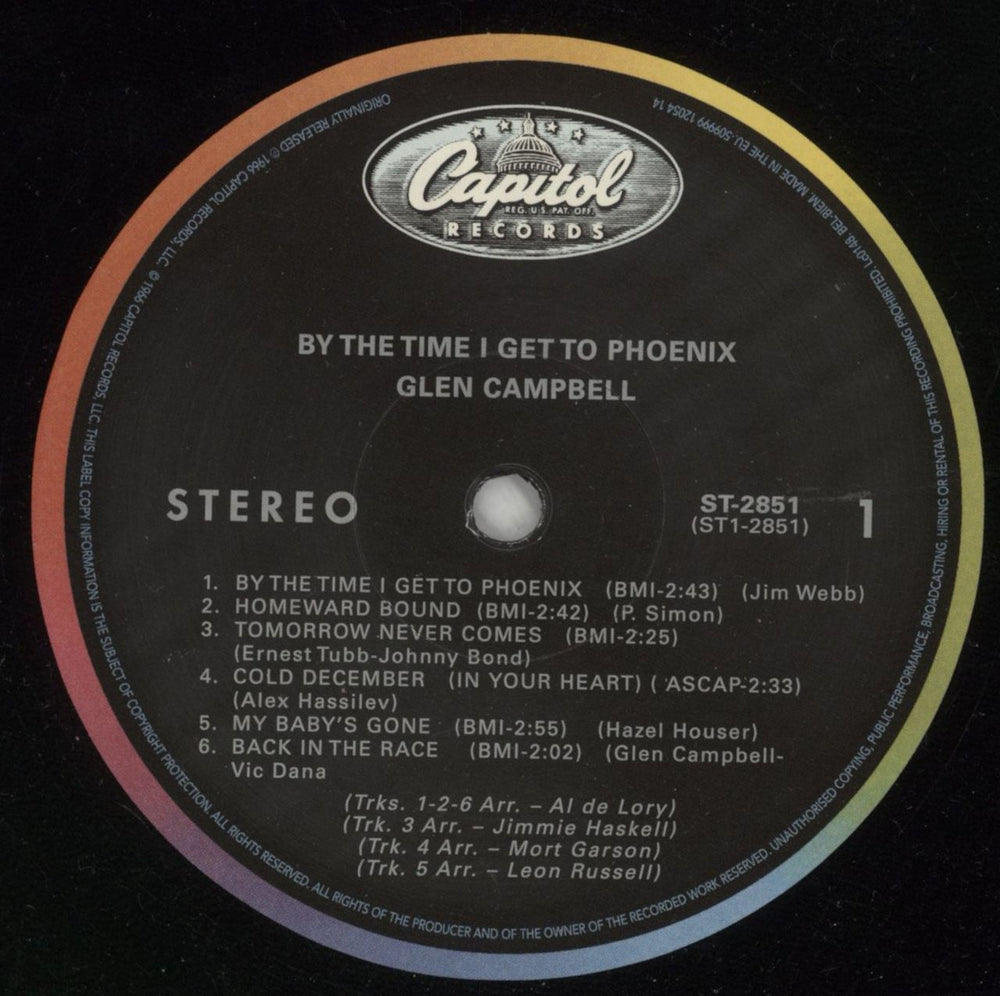 Capitol
REG. U.S. PAT. OFF.
RECORDS
BY THE TIME I GET TO PHOENIX
GLEN CAMPBELL
STEREO
ST-2851
(ST1-2851)
1
1. BY THE TIME I GET TO PHOENIX (BMI-2:43) (Jim Webb)
2. HOMEWARD BOUND (BMI-2:42) (P. Simon)
3. TOMORROW NEVER COMES (BMI-2:25)
(Ernest Tubb-Johnny Bond)
4. COLD DECEMBER (IN YOUR HEART) ( ASCAP-2:33)
(Alex Hassilev)
5. MY BABY'S GONE (BMI-2:55) (Hazel Houser)
6. BACK IN THE RACE (BMI-2:02) (Glen Campbell-
Vic Dana
(Trks. 1-2-6 Arr. – Al de Lory)
(Trk. 3 Arr. – Jimmie Haskell)
(Trk. 4 Arr. – Mort Garson)
(Trk. 5 Arr. – Leon Russell)
ORIGINALLY RELEASED ℗ 1966 CAPITOL RECORDS, LLC. © 1966 CAPITOL RECORDS, LLC. THIS LABEL COPY INFORMATION IS THE SUBJECT OF COPYRIGHT PROTECTION. ALL RIGHTS RESERVED. ALL RIGHTS OF THE PRODUCER AND OF THE OWNER OF THE RECORDED WORK RESERVED. UNAUTHORISED COPYING, PUBLIC PERFORMANCE, BROADCASTING, HIRING OR RENTAL OF THIS RECORDING PROHIBITED. Lc0148. BEL-BIEM. MADE IN THE EU. 509999 12054 14